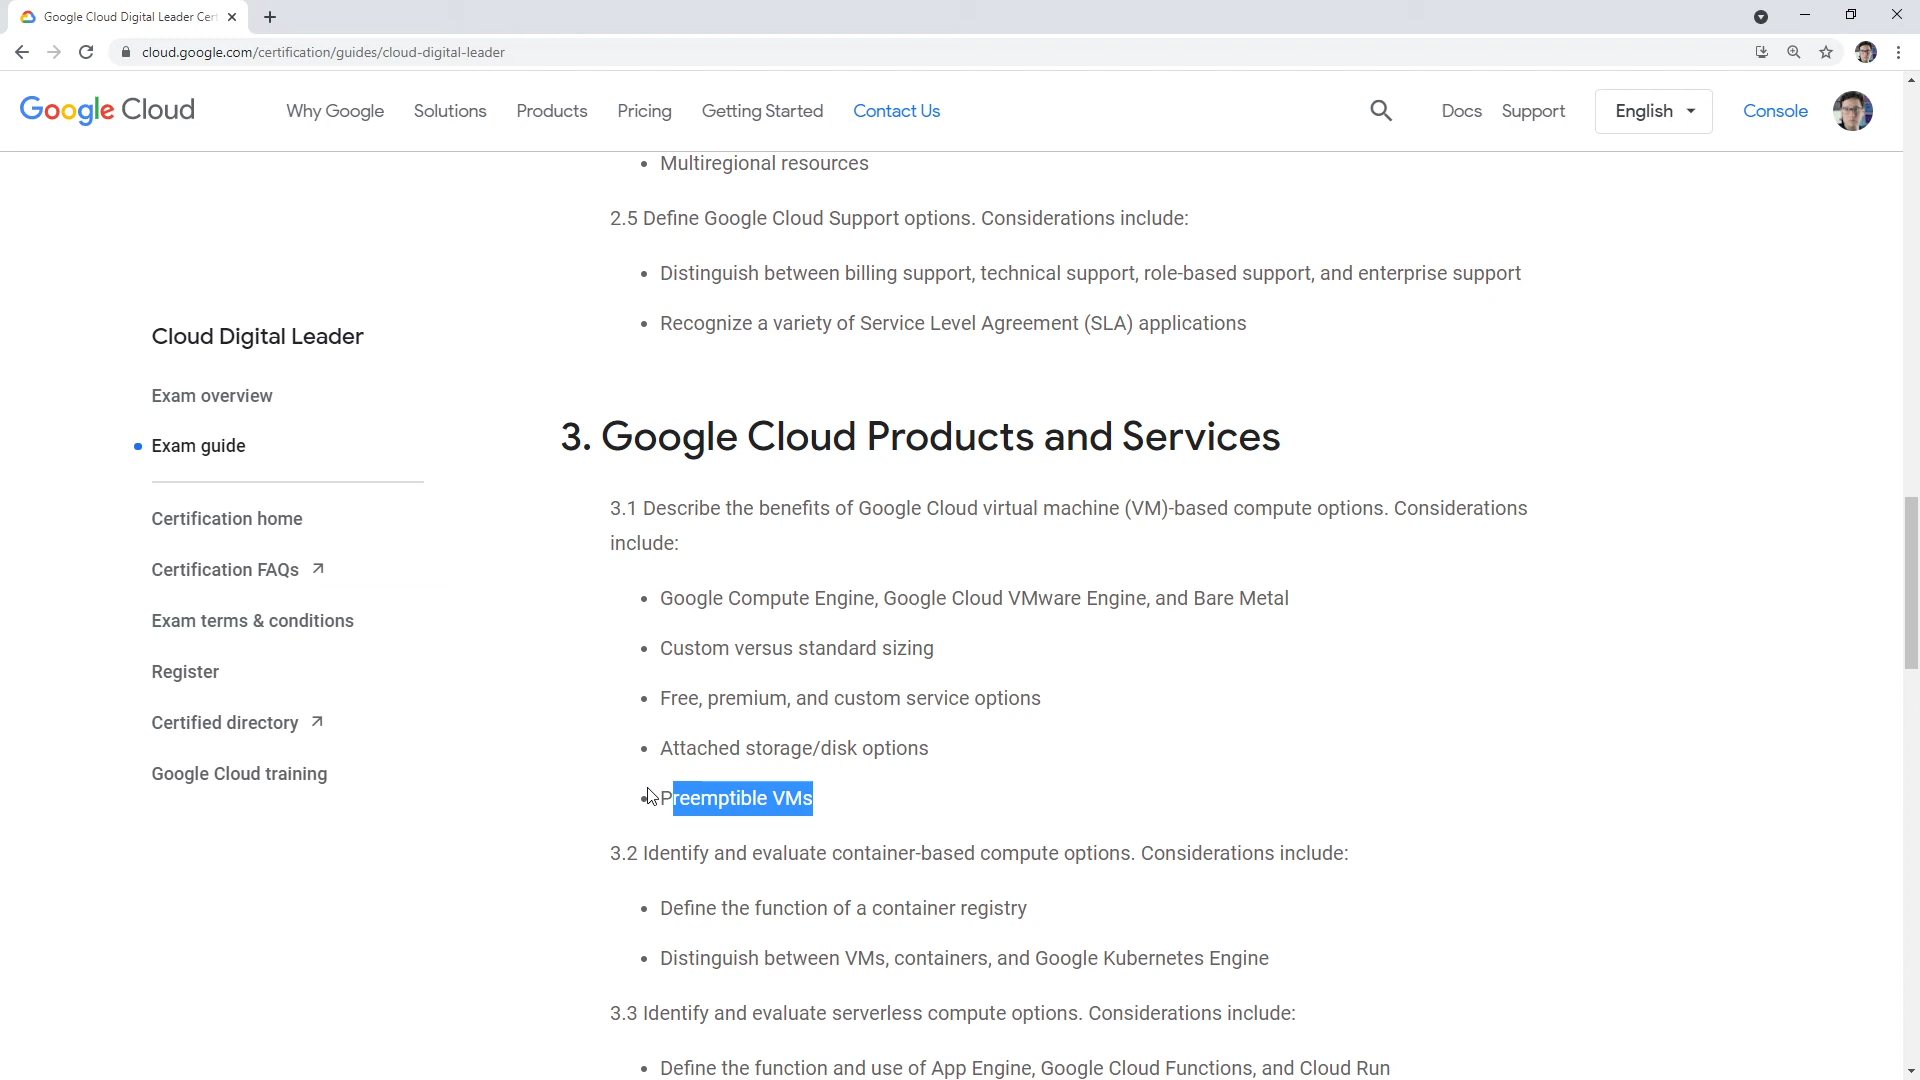 Google Cloud Digital Leader Cert
cloud.google.com/certification/guides/cloud-digital-leader
Google Cloud
Why Google
Solutions
Products
Pricing
Getting Started
Contact Us
Docs
Support
English
Console
Multiregional resources
2.5 Define Google Cloud Support options. Considerations include:
Distinguish between billing support, technical support, role-based support, and enterprise support
Recognize a variety of Service Level Agreement (SLA) applications
Cloud Digital Leader
Exam overview
Exam guide
Certification home
Certification FAQs
Exam terms & conditions
Register
Certified directory
Google Cloud training
3. Google Cloud Products and Services
3.1 Describe the benefits of Google Cloud virtual machine (VM)-based compute options. Considerations
include:
Google Compute Engine, Google Cloud VMware Engine, and Bare Metal
Custom versus standard sizing
Free, premium, and custom service options
Attached storage/disk options
Preemptible VMs
3.2 Identify and evaluate container-based compute options. Considerations include:
Define the function of a container registry
Distinguish between VMs, containers, and Google Kubernetes Engine
3.3 Identify and evaluate serverless compute options. Considerations include:
Define the function and use of App Engine, Google Cloud Functions, and Cloud Run